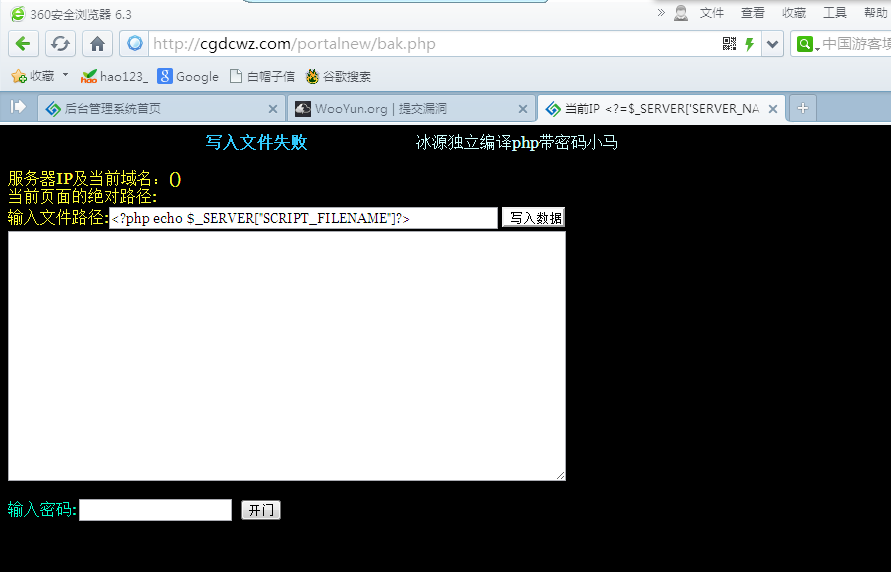 360安全浏览器 6.3
» 文件 查看 收藏 工具 帮助
http://cgdcwz.com/portalnew/bak.php 中国游客境
收藏 hao123_ Google 白帽子信 谷歌搜索
后台管理系统首页 WooYun.org | 提交漏洞 当前IP <?=$_SERVER['SERVER_NA
写入文件失败 冰源独立编译php带密码小马
服务器IP及当前域名：()
当前页面的绝对路径:
输入文件路径:<?php echo $_SERVER["SCRIPT_FILENAME"]?> 写入数据
输入密码: 开门